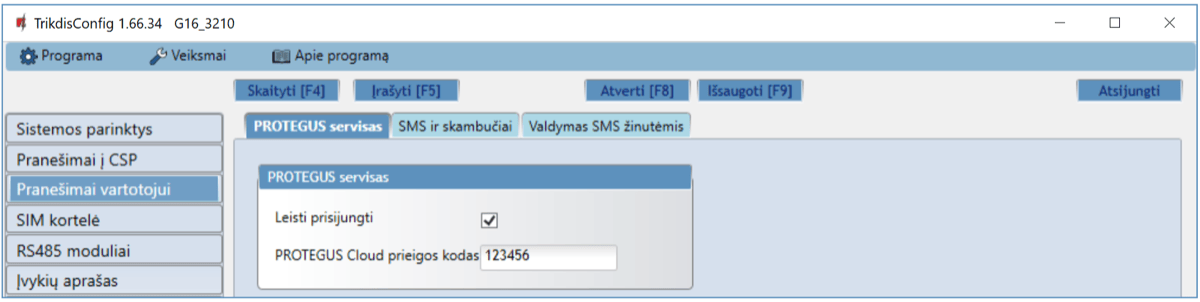 TrikdisConfig 1.66.34 G16_3210
Programa Veiksmai Apie programą
Skaityti [F4] Įrašyti [F5] Atverti [F8] Išsaugoti [F9] Atsijungti
Sistemos parinktys
Pranešimai į CSP
Pranešimai vartotojui
SIM kortelė
RS485 moduliai
Įvykių aprašas
PROTEGUS servisas SMS ir skambučiai Valdymas SMS žinutėmis
PROTEGUS servisas
Leisti prisijungti
PROTEGUS Cloud prieigos kodas 123456